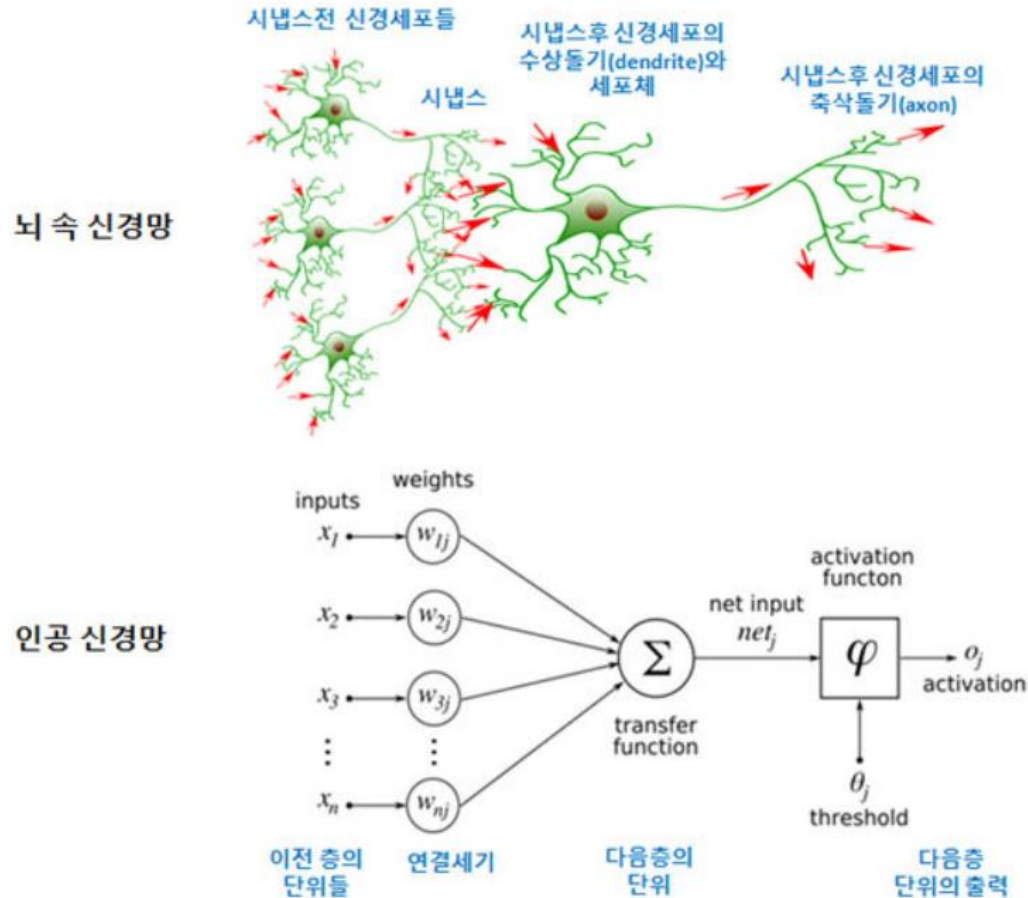 시냅스전 신경세포들
시냅스후 신경세포의
수상돌기(dendrite)와
세포체
시냅스후 신경세포의
축삭돌기(axon)
시냅스
뇌 속 신경망
weights
inputs
x₁
w₁ⱼ
activation
functon
x₂
w₂ⱼ
net input
netⱼ
인공 신경망
Σ
φ
oⱼ
activation
x₃
w₃ⱼ
transfer
function
⋮
⋮
θⱼ
threshold
xₙ
wₙⱼ
이전 층의
단위들
연결세기
다음층의
단위
다음층
단위의 출력